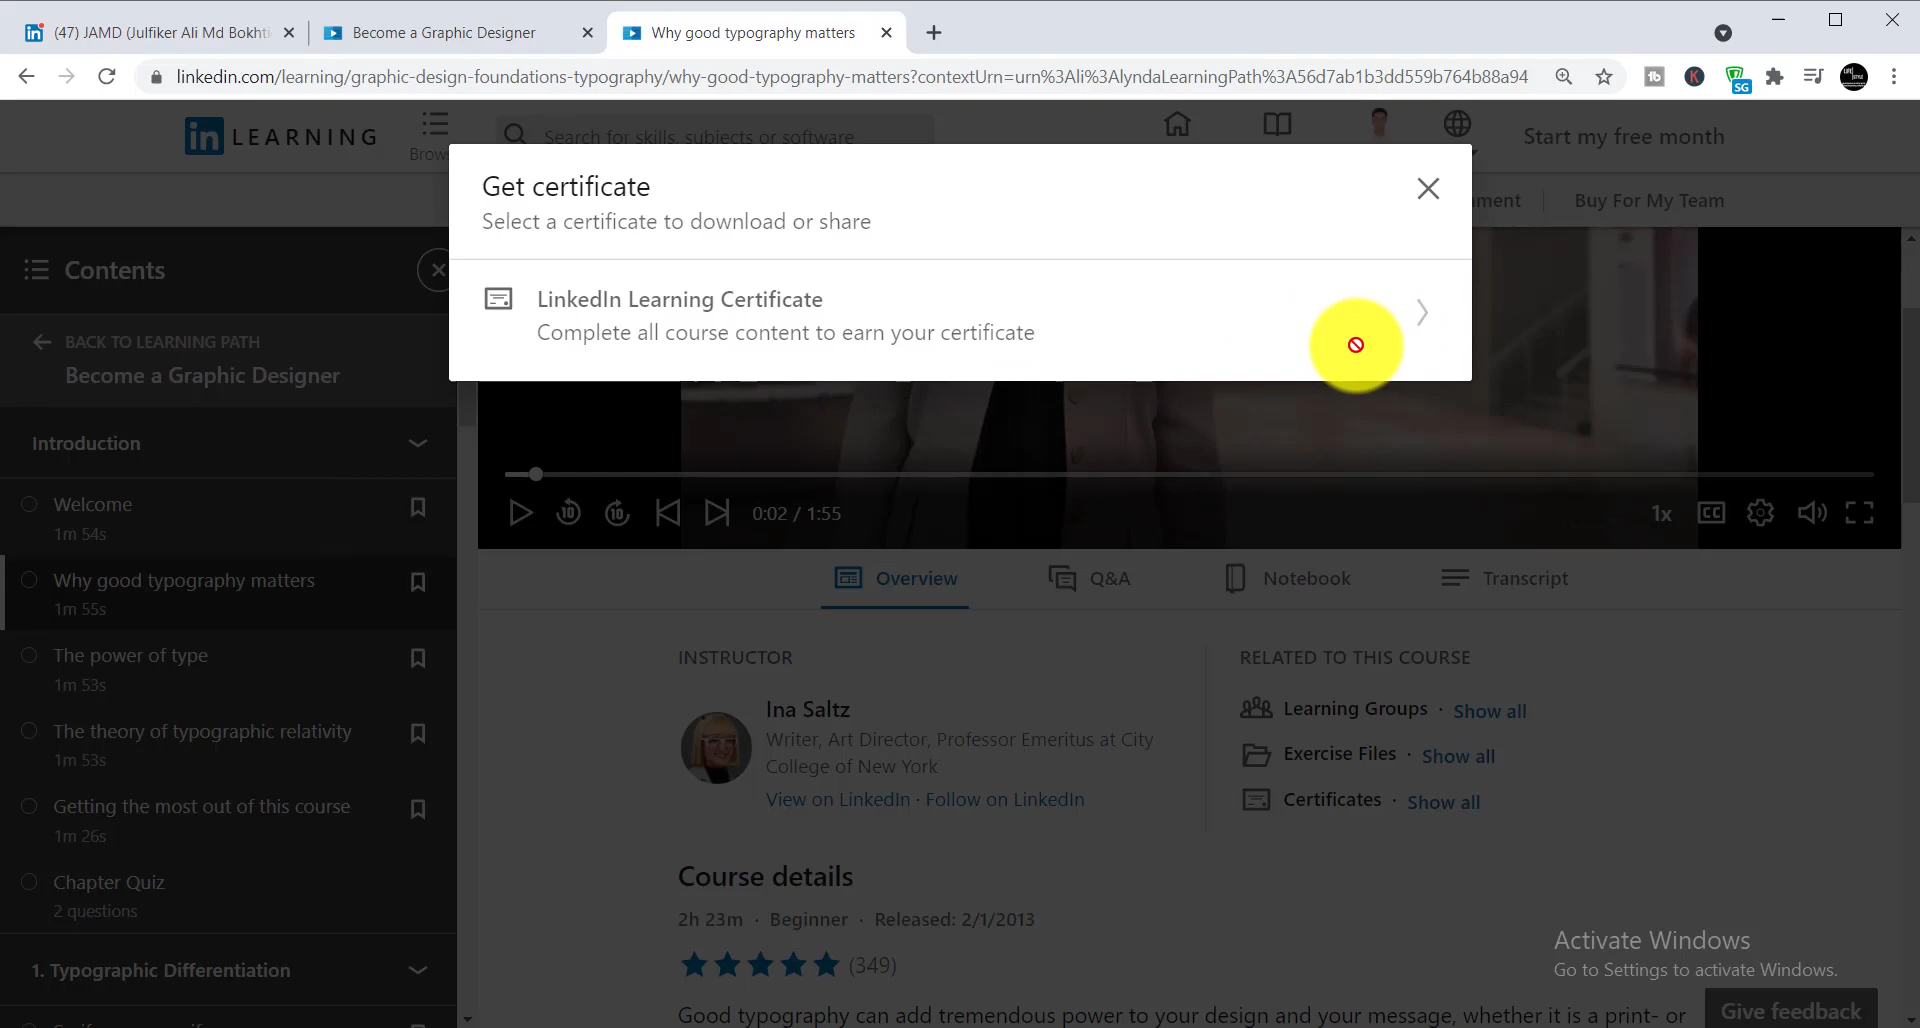 (47) JAMD (Julfiker Ali Md Bokhti
Become a Graphic Designer
Why good typography matters
linkedin.com/learning/graphic-design-foundations-typography/why-good-typography-matters?contextUrn=urn%3Ali%3AlyndaLearningPath%3A56d7ab1b3dd559b764b88a94
tb
K
SG
in LEARNING
Brows
Search for skills, subjects or software
Start my free month
Get certificate
Select a certificate to download or share
ment
Buy For My Team
Contents
LinkedIn Learning Certificate
Complete all course content to earn your certificate
BACK TO LEARNING PATH
Become a Graphic Designer
Introduction
Welcome
1m 54s
10
10
0:02 / 1:55
1x
CC
Why good typography matters
1m 55s
Overview
Q&A
Notebook
Transcript
The power of type
1m 53s
INSTRUCTOR
Ina Saltz
Writer, Art Director, Professor Emeritus at City
College of New York
View on LinkedIn · Follow on LinkedIn
RELATED TO THIS COURSE
Learning Groups · Show all
Exercise Files · Show all
Certificates · Show all
The theory of typographic relativity
1m 53s
Getting the most out of this course
1m 26s
Chapter Quiz
2 questions
Course details
2h 23m · Beginner · Released: 2/1/2013
(349)
1. Typographic Differentiation
Activate Windows
Go to Settings to activate Windows.
Good typography can add tremendous power to your design and your message, whether it is a print- or
Give feedback